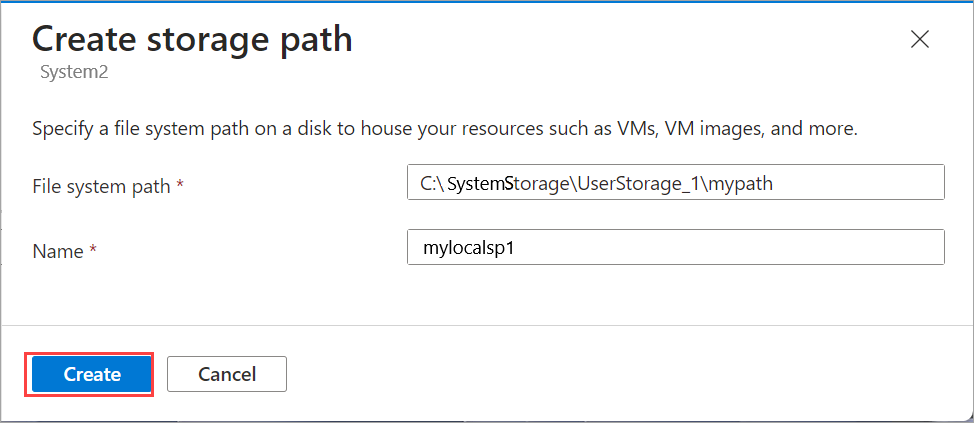 Create storage path
System2
Specify a file system path on a disk to house your resources such as VMs, VM images, and more.
File system path * C:\ SystemStorage\UserStorage_1\mypath
Name * mylocalsp1
Create Cancel